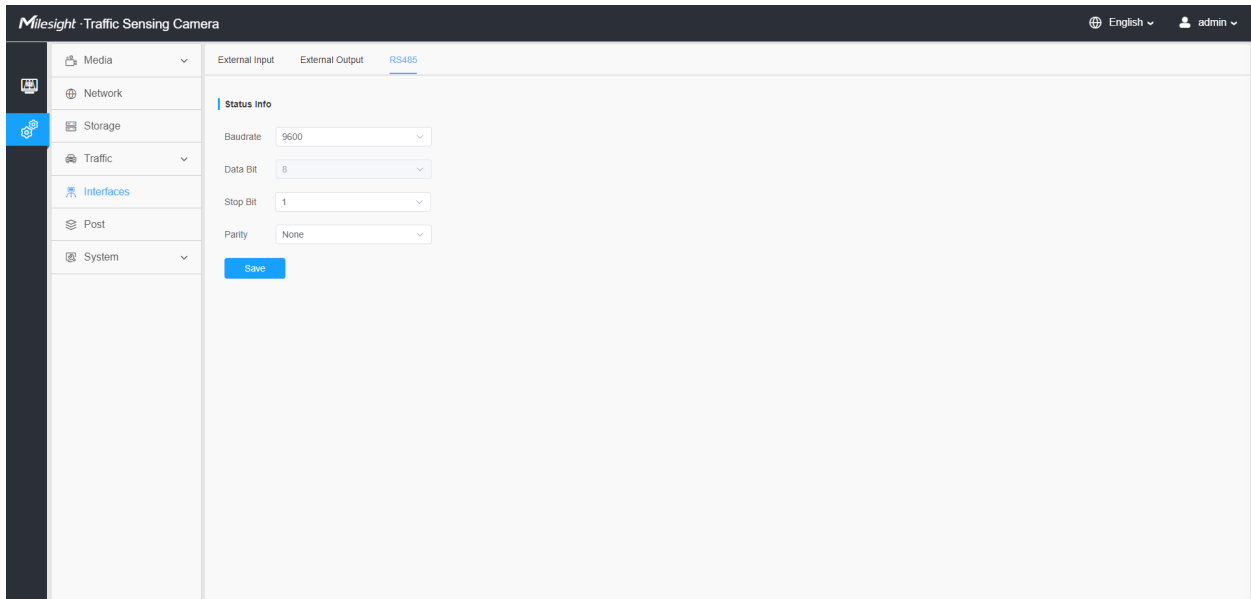 Milesight · Traffic Sensing Camera
English
admin
Media
Network
Storage
Traffic
Interfaces
Post
System
External Input
External Output
RS485
Status Info
Baudrate 9600
Data Bit 8
Stop Bit 1
Parity None
Save